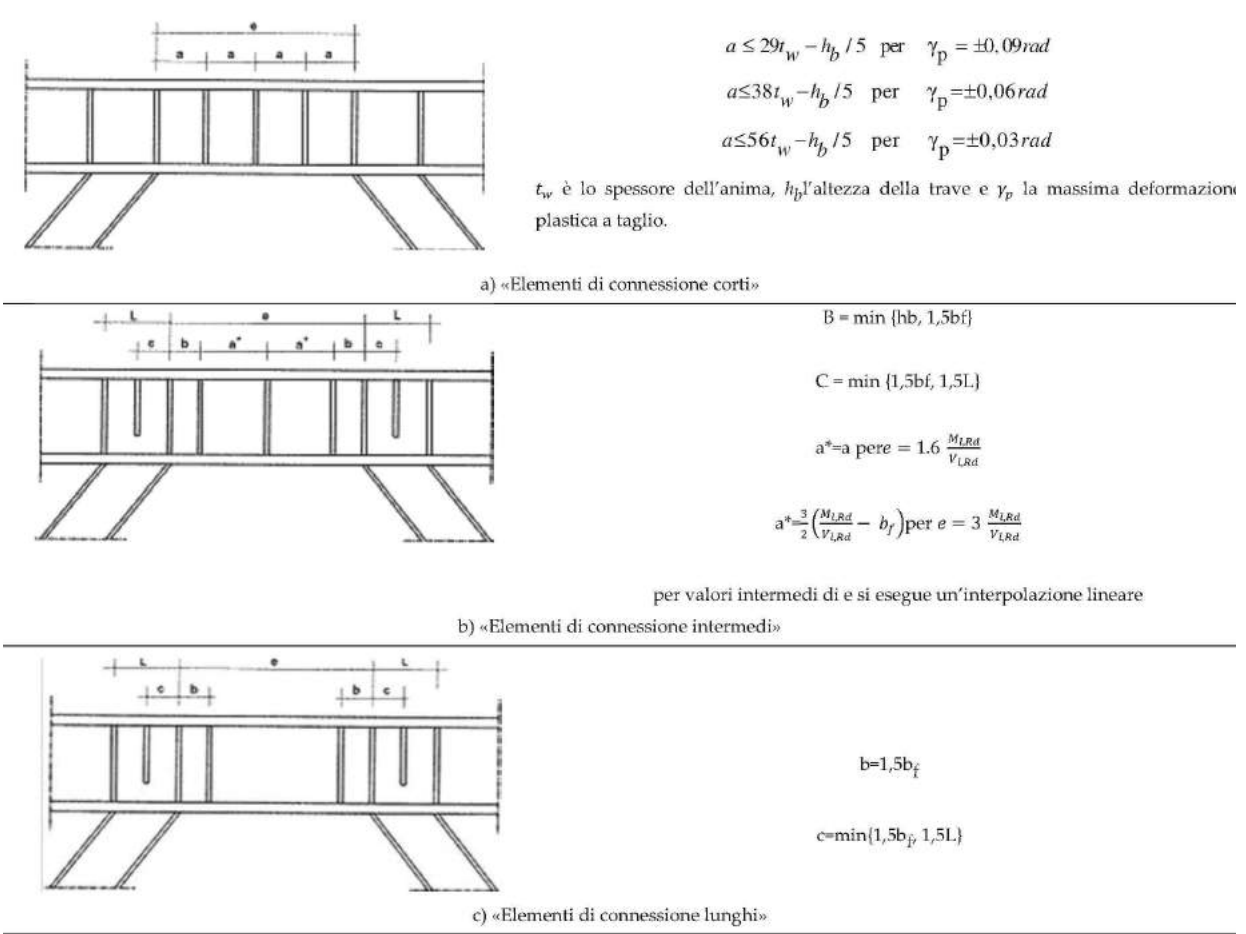 e
a a a a
a ≤ 29t_w − h_b / 5 per γ_p = ±0,09rad
a≤38t_w−h_b /5 per γ_p=±0,06rad
a≤56t_w−h_b /5 per γ_p=±0,03rad
t_w è lo spessore dell’anima, h_bl’altezza della trave e γ_p la massima deformazione
plastica a taglio.
a) «Elementi di connessione corti»
L e L
c b a* a* b c
B = min {hb, 1,5bf}
C = min {1,5bf, 1,5L}
a*=a pere = 1.6 M_l,Rd / V_l,Rd
a*=3/2(M_l,Rd / V_l,Rd − b_f)per e = 3 M_l,Rd / V_l,Rd
per valori intermedi di e si esegue un’interpolazione lineare
b) «Elementi di connessione intermedi»
L e L
c b b c
b=1,5b_f
c=min{1,5b_f, 1,5L}
c) «Elementi di connessione lunghi»